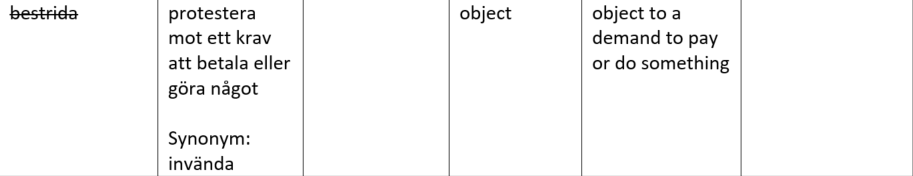 bestrida
protestera
mot ett krav
att betala eller
göra något
Synonym:
invända
object
object to a
demand to pay
or do something